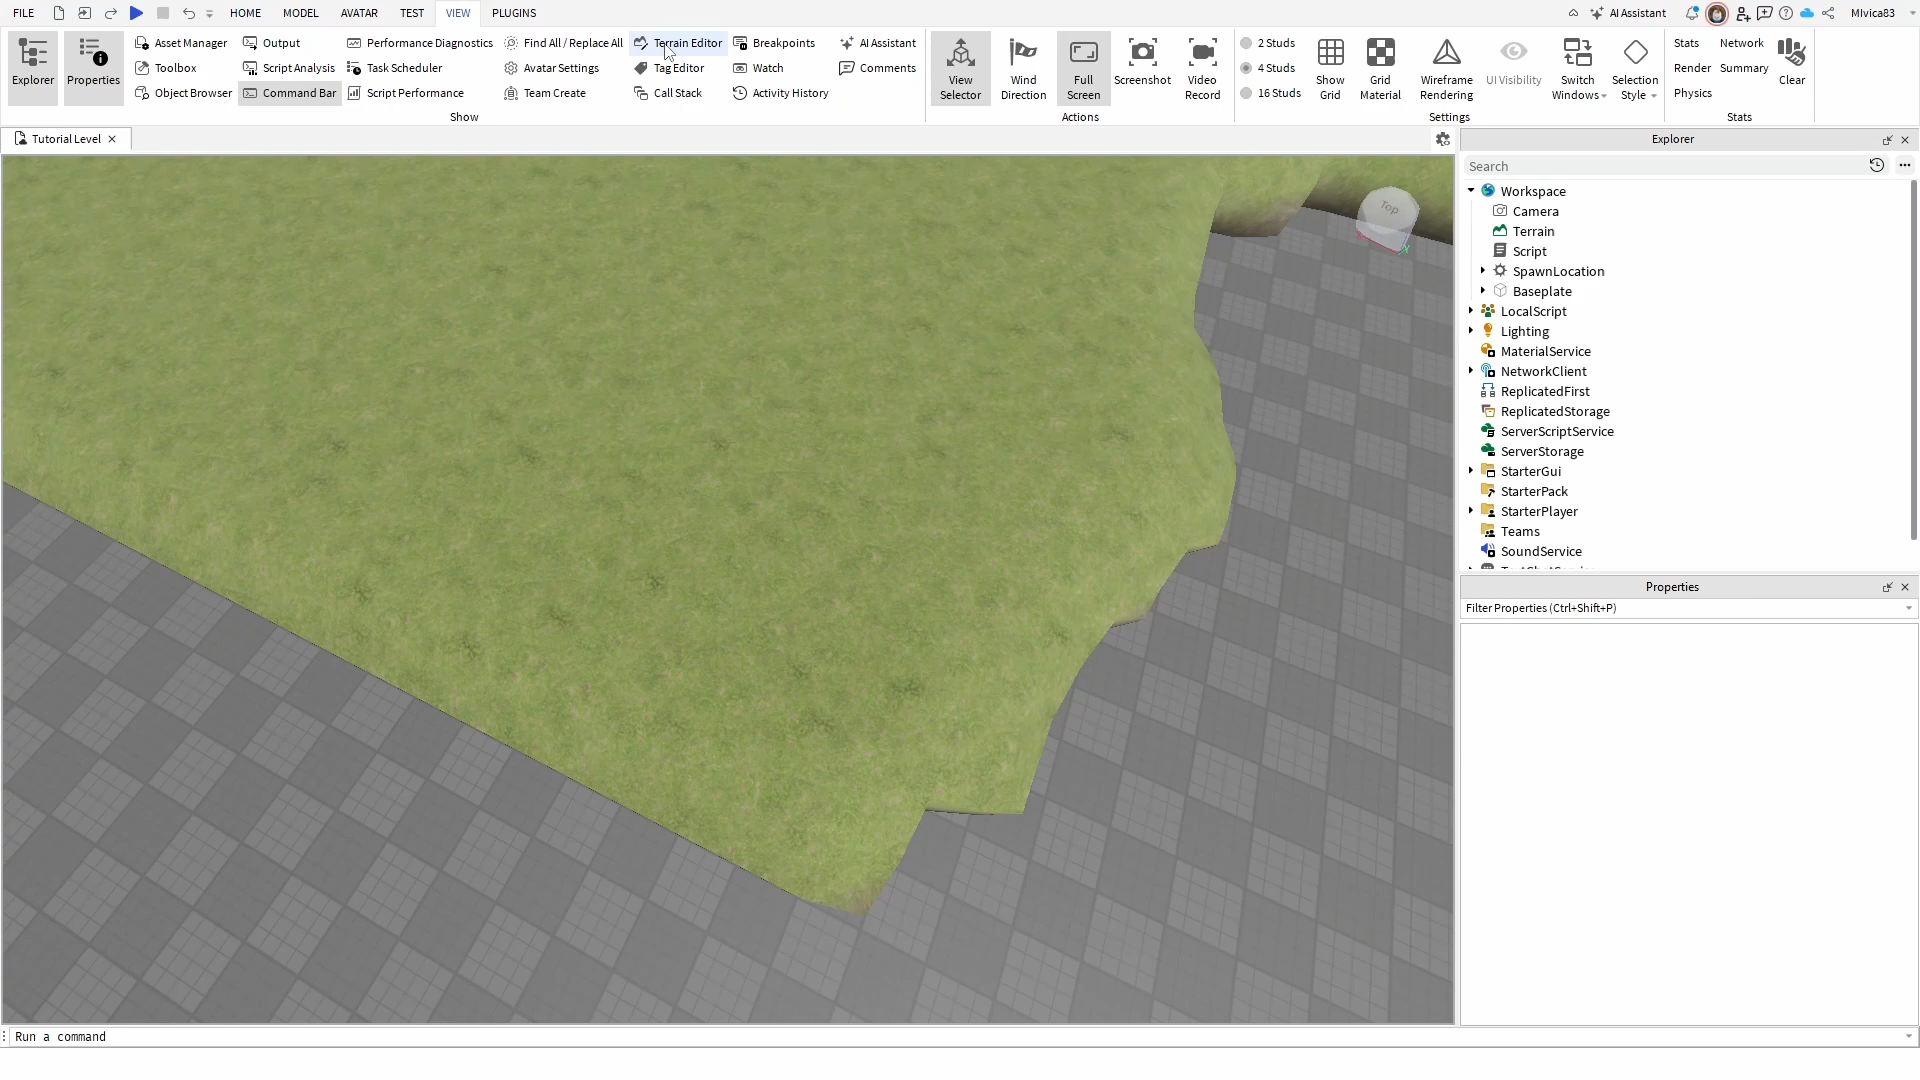 FILE HOME MODEL AVATAR TEST VIEW PLUGINS AI Assistant MIvica83
Explorer
Properties
Asset Manager
Toolbox
Object Browser
Output
Script Analysis
Command Bar
Performance Diagnostics
Task Scheduler
Script Performance
Find All / Replace All
Avatar Settings
Team Create
Terrain Editor
Tag Editor
Call Stack
Breakpoints
Watch
Activity History
AI Assistant
Comments
Show
View
Selector
Wind
Direction
Full
Screen
Screenshot
Video
Record
Actions
2 Studs
4 Studs
16 Studs
Show
Grid
Grid
Material
Wireframe
Rendering
UI Visibility
Switch
Windows
Selection
Style
Settings
Stats
Render
Physics
Network
Summary
Clear
Stats
Tutorial Level
Top
Explorer
Search
Workspace
Camera
Terrain
Script
SpawnLocation
Baseplate
LocalScript
Lighting
MaterialService
NetworkClient
ReplicatedFirst
ReplicatedStorage
ServerScriptService
ServerStorage
StarterGui
StarterPack
StarterPlayer
Teams
SoundService
Properties
Filter Properties (Ctrl+Shift+P)
Run a command